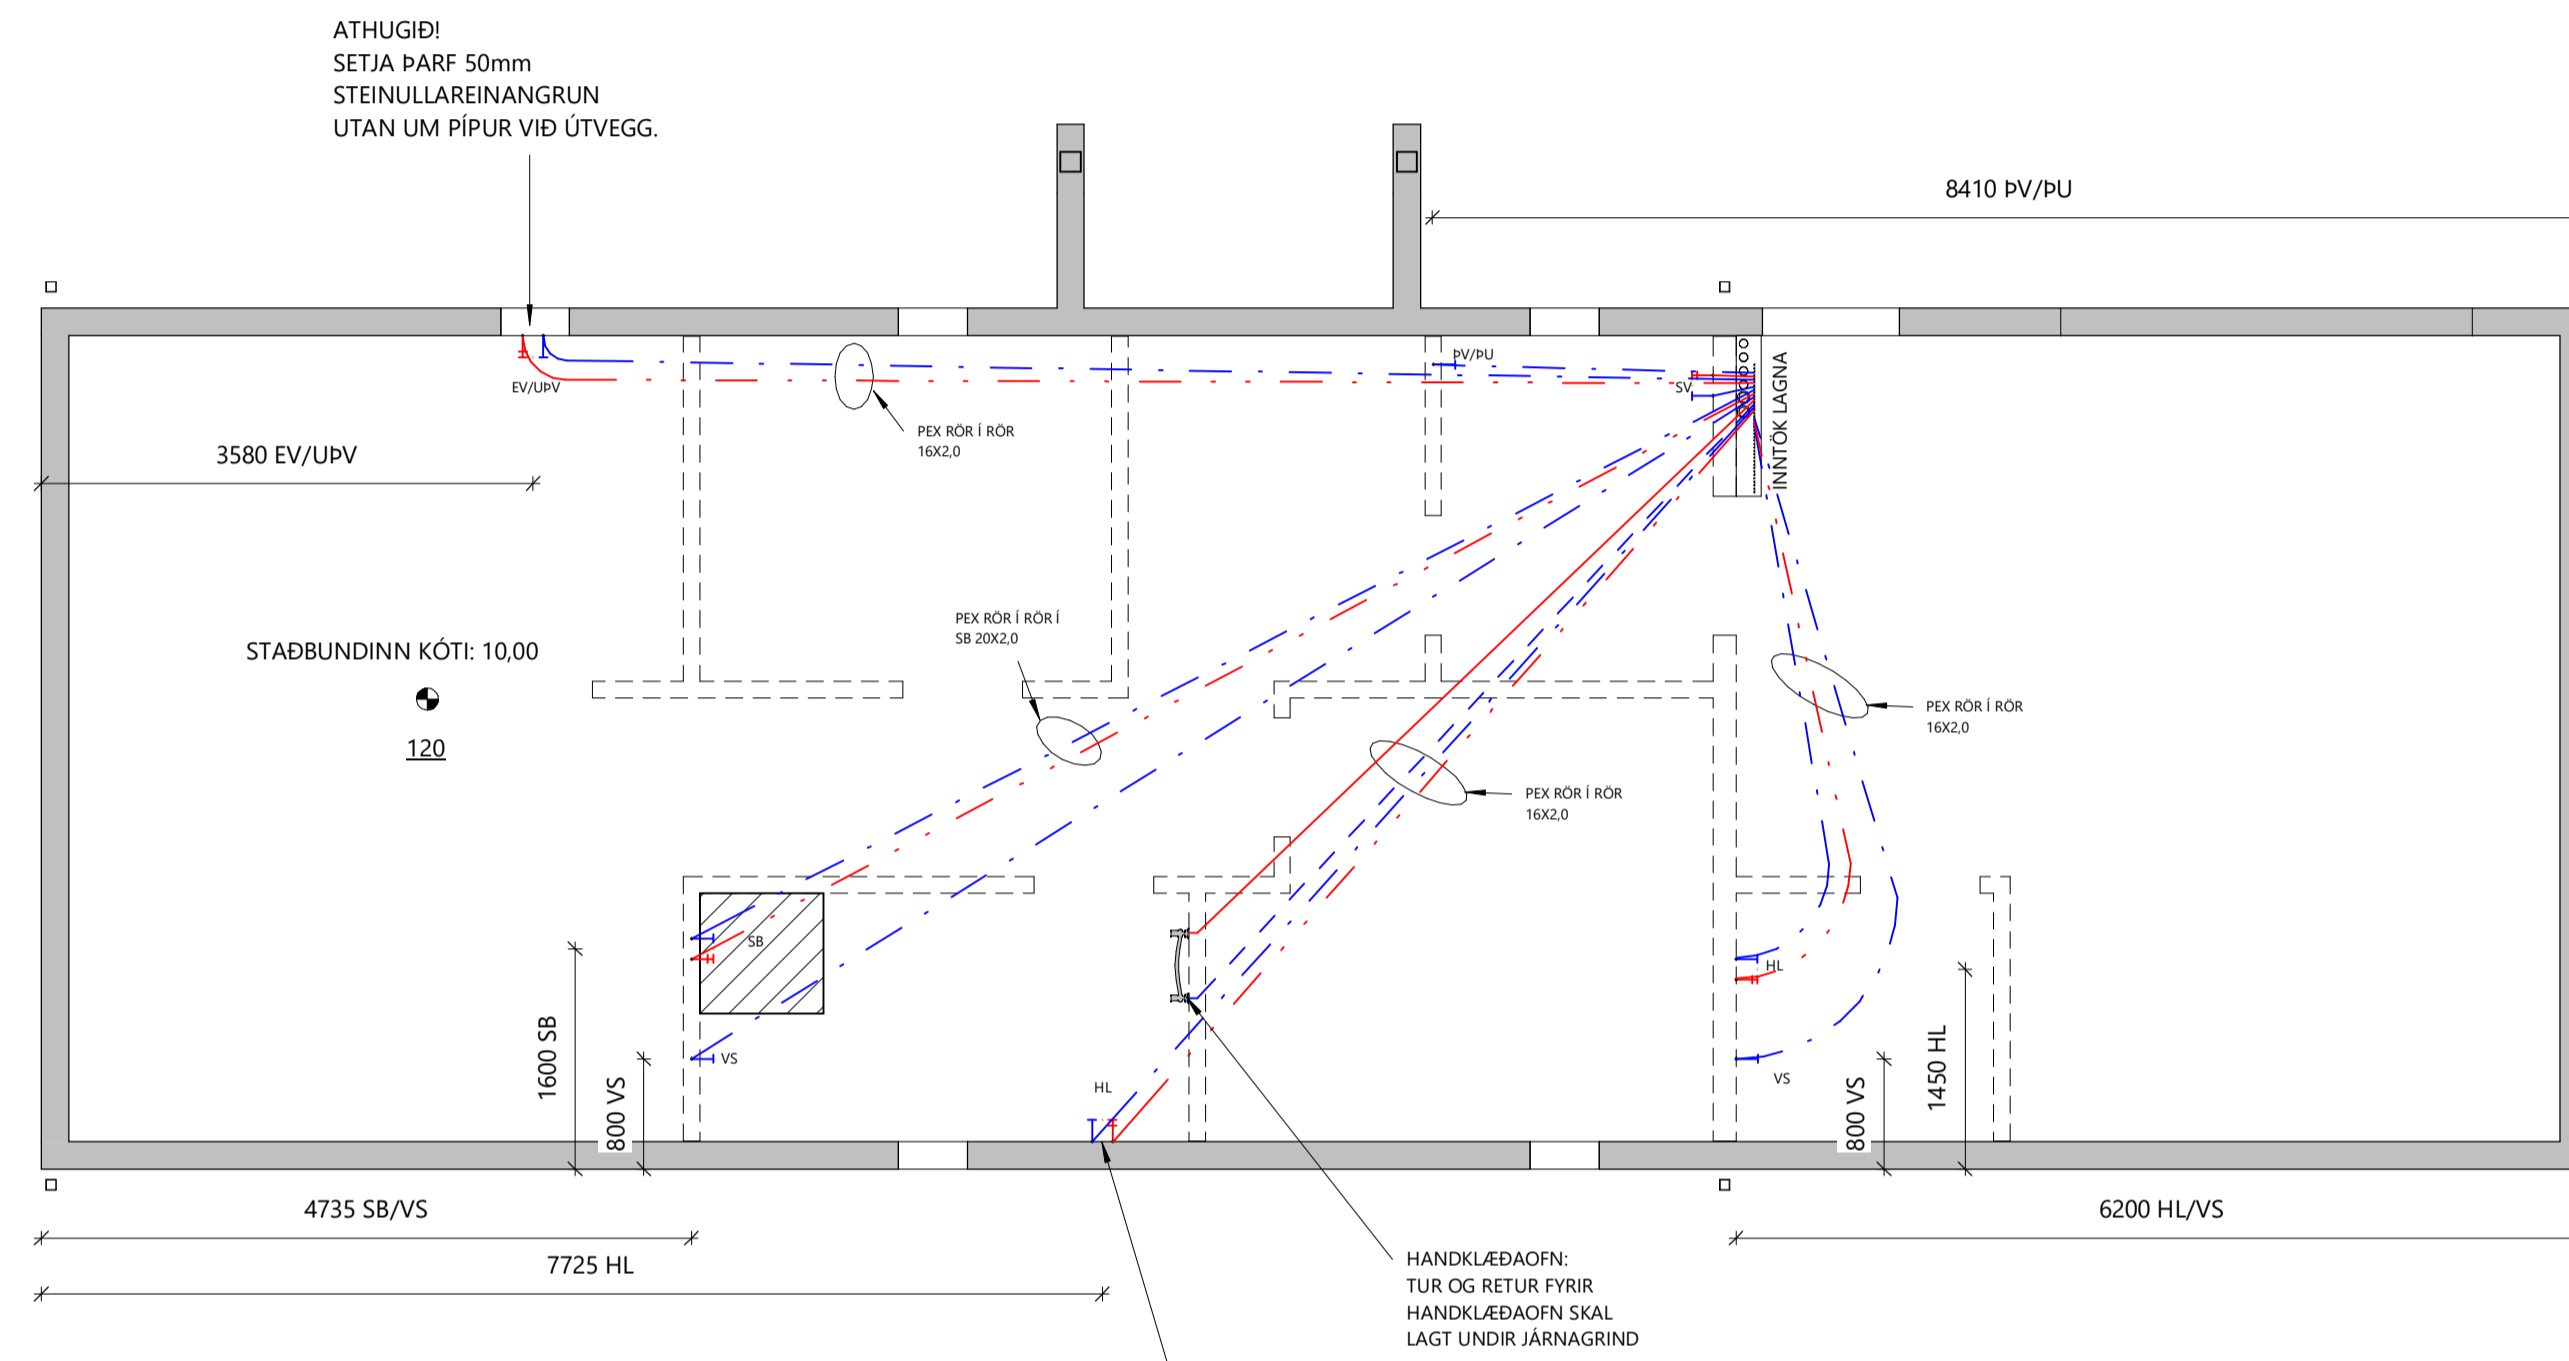 ATHUGIÐ!
SETJA ÞARF 50mm
STEINULLAREINANGRUN
UTAN UM PÍPUR VIÐ ÚTVEGG.
8410 ÞV/ÞU
EV/UÞV
ÞV/ÞU
SV
INNTÖK LAGNA
PEX RÖR Í RÖR
16X2,0
3580 EV/UÞV
PEX RÖR Í RÖR Í
SB 20X2,0
STAÐBUNDINN KÓTI: 10,00
120
PEX RÖR Í RÖR
16X2,0
PEX RÖR Í RÖR
16X2,0
SB
HL
1600 SB
800 VS
VS
HL
VS
800 VS
1450 HL
4735 SB/VS
6200 HL/VS
7725 HL
HANDKLÆÐAOFN:
TUR OG RETUR FYRIR
HANDKLÆÐAOFN SKAL
LAGT UNDIR JÁRNAGRIND